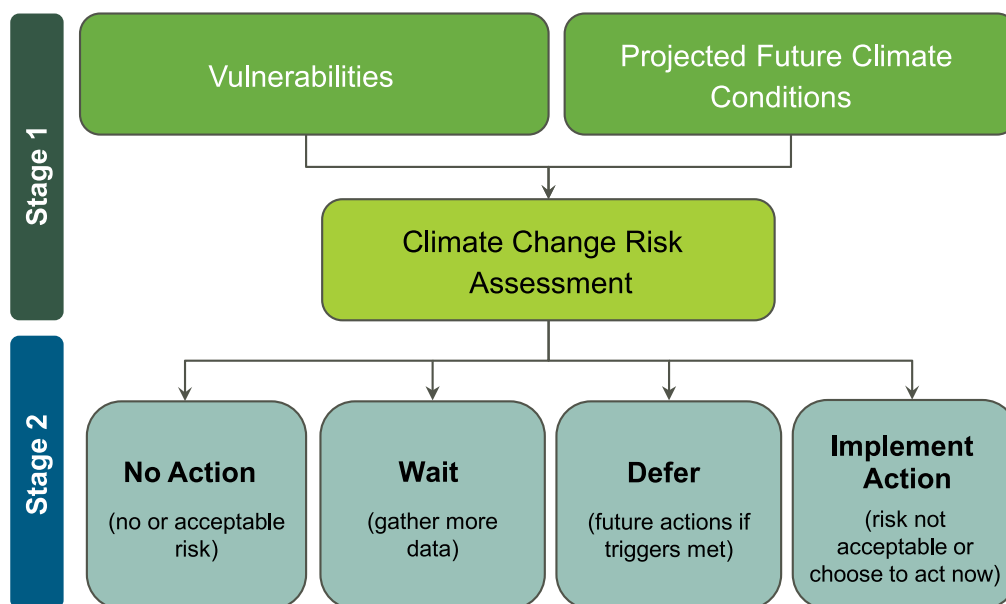 Stage 1
Vulnerabilities
Projected Future Climate
Conditions
Climate Change Risk
Assessment
Stage 2
No Action
(no or acceptable
risk)
Wait
(gather more
data)
Defer
(future actions if
triggers met)
Implement
Action
(risk not
acceptable or
choose to act now)